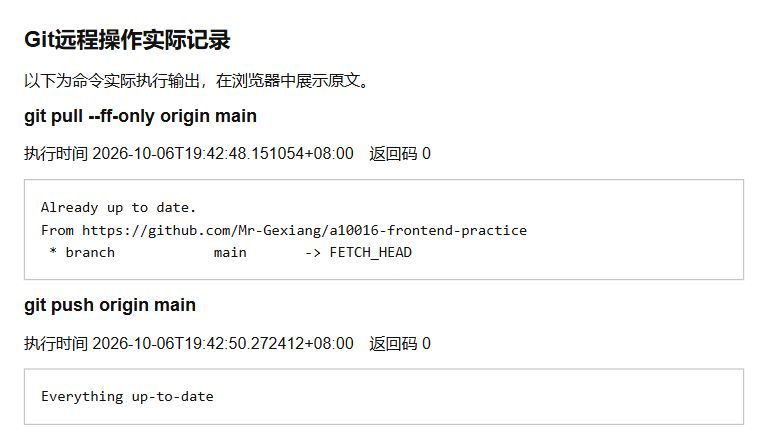 Git远程操作实际记录
以下为命令实际执行输出，在浏览器中展示原文。
git pull --ff-only origin main
执行时间 2026-10-06T19:42:48.151054+08:00 返回码 0
Already up to date.
From https://github.com/Mr-Gexiang/a10016-frontend-practice
 * branch            main       -> FETCH_HEAD
git push origin main
执行时间 2026-10-06T19:42:50.272412+08:00 返回码 0
Everything up-to-date